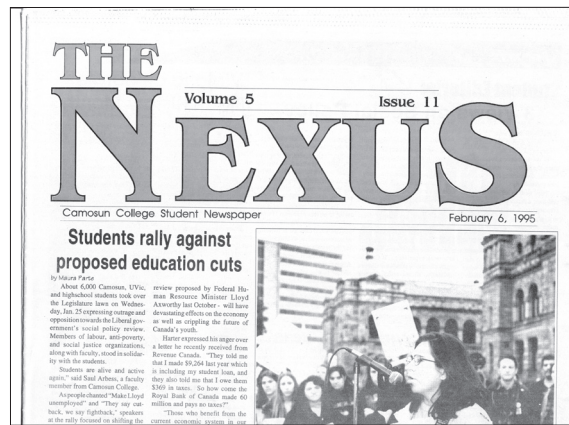 THE
NEXUS
Volume 5 Issue 11
Camosun College Student Newspaper
February 6, 1995
Students rally against
proposed education cuts
by Maura Parte
About 6,000 Camosun, UVic,
and highschool students took over
the Legislature laws on Wednes-
day, Jan. 25 expressing outrage and
opposition towards the Liberal gov-
ernment's social policy review.
Members of labour, anti-poverty,
and social justice organizations,
along with faculty, stood in solidar-
ity with the students.
Students are alive and active
again," said Saul Arbess, a faculty
member from Camosun College.
As people chanted "Make Lloyd
unemployed" and "They say cut-
back, we say fightback," speakers
at the rally focused on shifting the
review proposed by Federal Hu-
man Resource Minister Lloyd
Axworthy last October - will have
devastating effects on the economy
as well as crippling the future of
Canada's youth.
Harter expressed his anger over
a letter he recently received from
Revenue Canada. "They told me
that I made $9,264 last year which
is including my student loan, and
they also told me that I owe them
$369 in taxes. So how come the
Royal Bank of Canada made 60
million and pays no taxes?"
"Those who benefit from the
current economic system in our